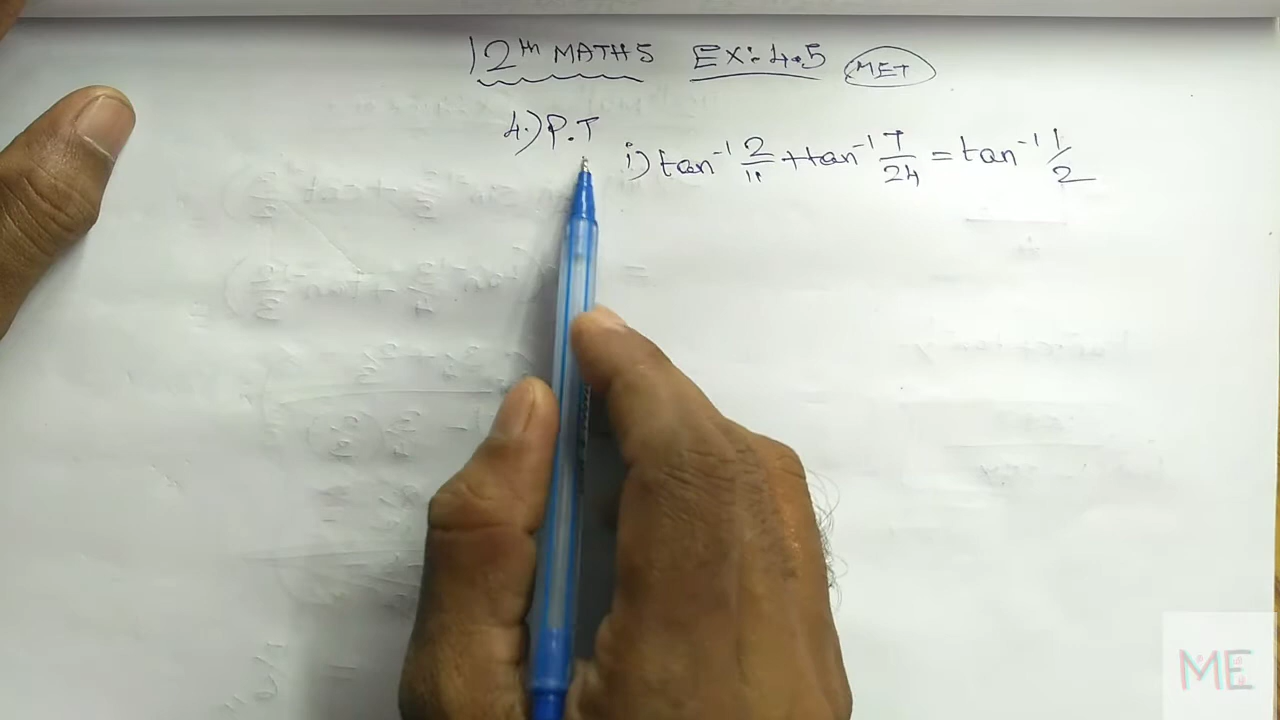 12th MATHS EX:-4.5 MET
4.) P.T
i) tan⁻¹ 2/11 + tan⁻¹ 7/24 = tan⁻¹ 1/2
ME